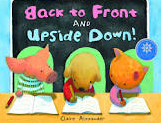 Back to Front
AND
Upside Down!
Claire Alexander